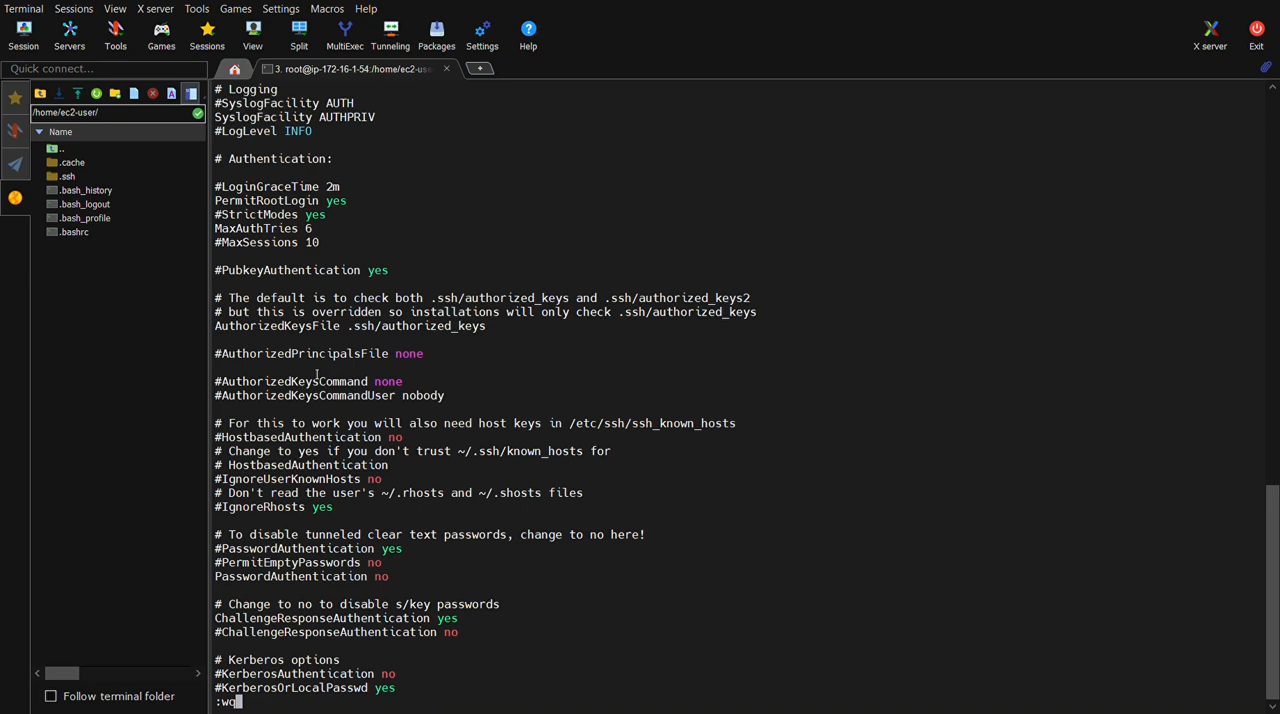 Terminal Sessions View X server Tools Games Settings Macros Help
Session Servers Tools Games Sessions View Split MultiExec Tunneling Packages Settings Help X server Exit
Quick connect...
3. root@ip-172-16-1-54:/home/ec2-use
/home/ec2-user/
Name
..
.cache
.ssh
.bash_history
.bash_logout
.bash_profile
.bashrc
Follow terminal folder
# Logging
#SyslogFacility AUTH
SyslogFacility AUTHPRIV
#LogLevel INFO
# Authentication:
#LoginGraceTime 2m
PermitRootLogin yes
#StrictModes yes
MaxAuthTries 6
#MaxSessions 10
#PubkeyAuthentication yes
# The default is to check both .ssh/authorized_keys and .ssh/authorized_keys2
# but this is overridden so installations will only check .ssh/authorized_keys
AuthorizedKeysFile .ssh/authorized_keys
#AuthorizedPrincipalsFile none
#AuthorizedKeysCommand none
#AuthorizedKeysCommandUser nobody
# For this to work you will also need host keys in /etc/ssh/ssh_known_hosts
#HostbasedAuthentication no
# Change to yes if you don't trust ~/.ssh/known_hosts for
# HostbasedAuthentication
#IgnoreUserKnownHosts no
# Don't read the user's ~/.rhosts and ~/.shosts files
#IgnoreRhosts yes
# To disable tunneled clear text passwords, change to no here!
#PasswordAuthentication yes
#PermitEmptyPasswords no
PasswordAuthentication no
# Change to no to disable s/key passwords
ChallengeResponseAuthentication yes
#ChallengeResponseAuthentication no
# Kerberos options
#KerberosAuthentication no
#KerberosOrLocalPasswd yes
:wq